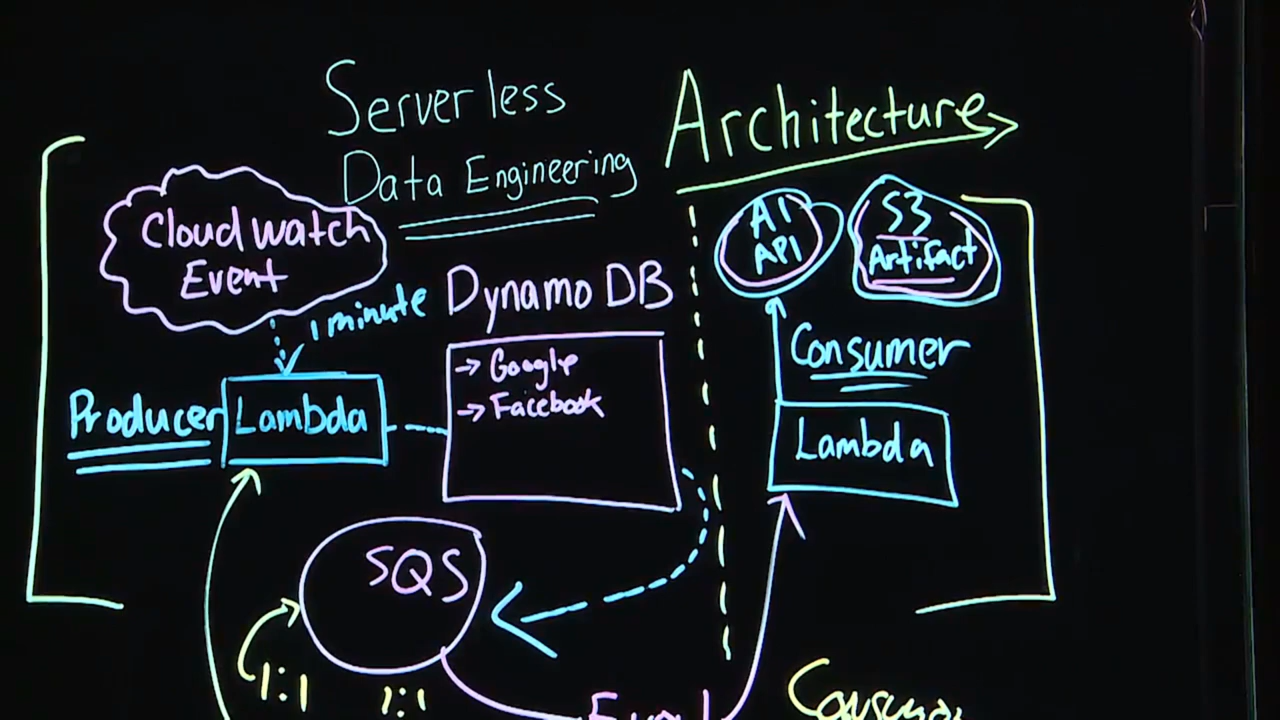 Serverless
Data Engineering
Architecture
Cloudwatch
Event
1 minute
Dynamo DB
→ Google
→ Facebook
Producer
Lambda
AI
API
S3
Artifact
Consumer
Lambda
SQS
1:1
1:1